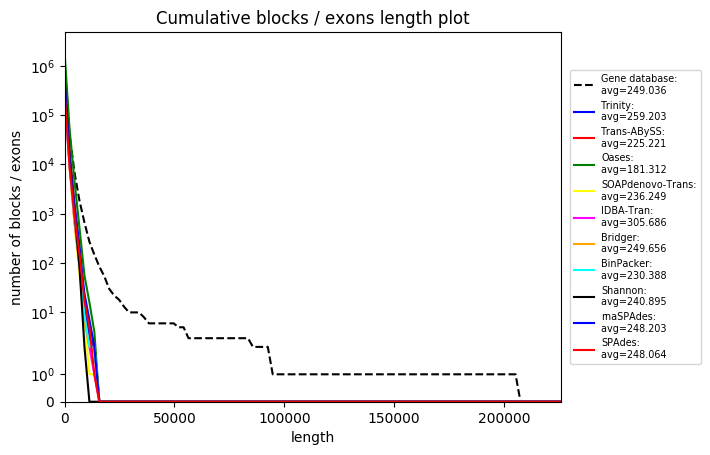 Cumulative blocks / exons length plot
number of blocks / exons
10^6
10^5
10^4
10^3
10^2
10^1
10^0
0
0
50000
100000
150000
200000
length
Gene database:
avg=249.036
Trinity:
avg=259.203
Trans-ABySS:
avg=225.221
Oases:
avg=181.312
SOAPdenovo-Trans:
avg=236.249
IDBA-Tran:
avg=305.686
Bridger:
avg=249.656
BinPacker:
avg=230.388
Shannon:
avg=240.895
rnaSPAdes:
avg=248.203
SPAdes:
avg=248.064